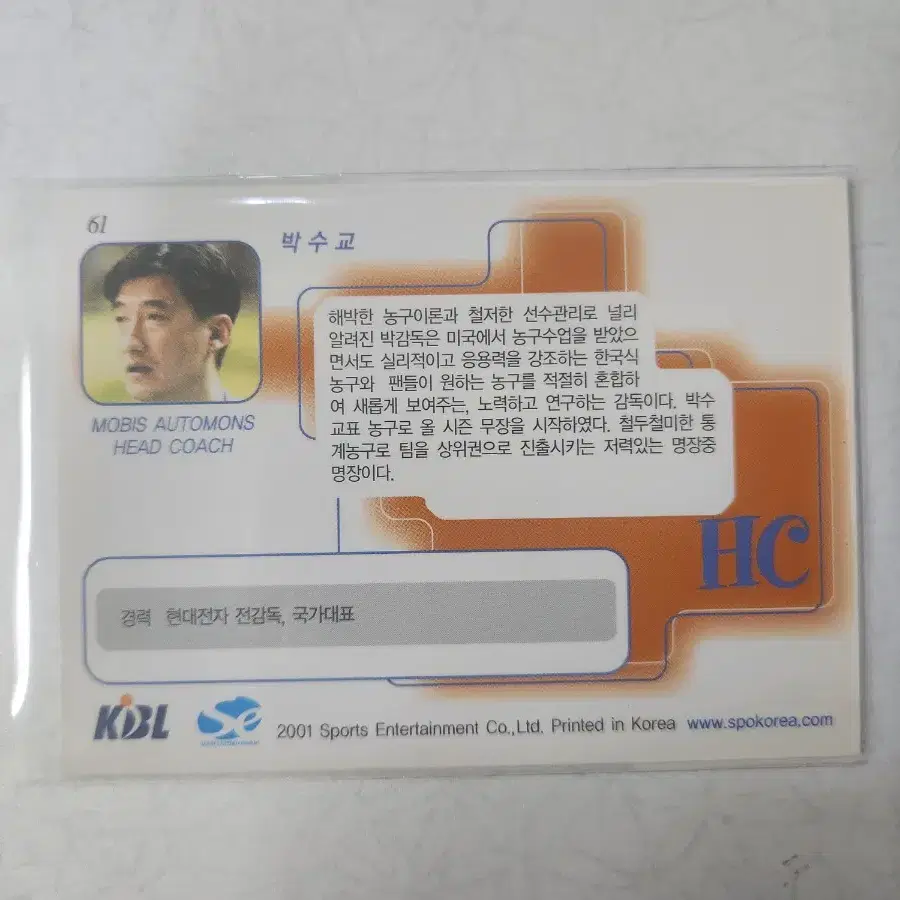 61
박수교
MOBIS AUTOMONS
HEAD COACH
해박한 농구이론과 철저한 선수관리로 널리
알려진 박감독은 미국에서 농구수업을 받았으
면서도 실리적이고 응용력을 강조하는 한국식
농구와 팬들이 원하는 농구를 적절히 혼합하
여 새롭게 보여주는, 노력하고 연구하는 감독이다. 박수
교표 농구로 올 시즌 무장을 시작하였다. 철두철미한 통
계농구로 팀을 상위권으로 진출시키는 저력있는 명장중
명장이다.
HC
경력 현대전자 전감독, 국가대표
KBL
Se
2001 Sports Entertainment Co.,Ltd. Printed in Korea www.spokorea.com